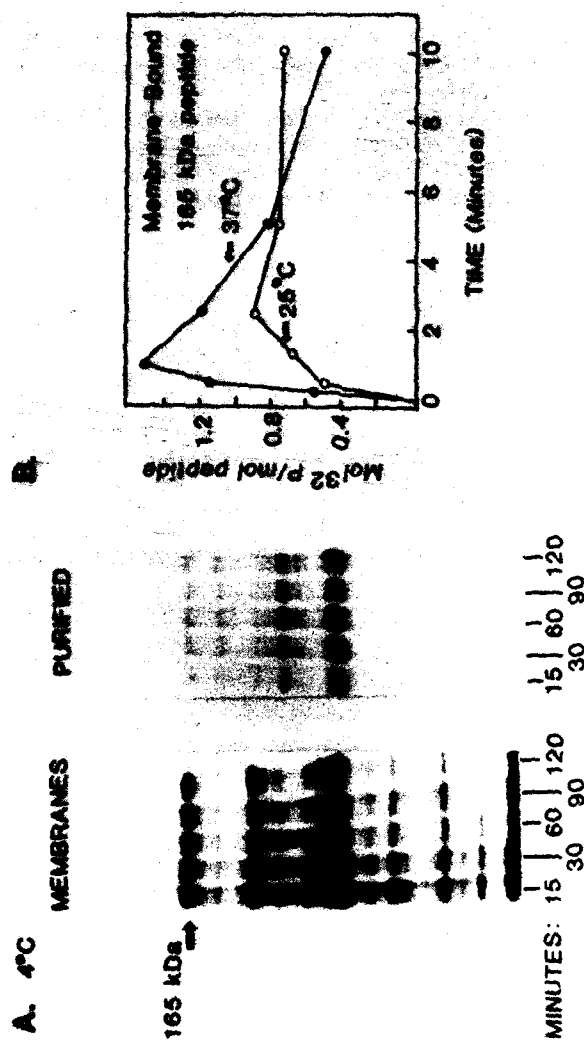 A. 4°C
MEMBRANES
PURIFIED
165 kDa
MINUTES: 15 30 60 90 120
15 30 60 90 120
B.
Membrane-Bound
165 kDa peptide
←37°C
←25°C
Mol ³²P/mol peptide
0.4 0.8 1.2
0 2 4 6 8 10
TIME (Minutes)